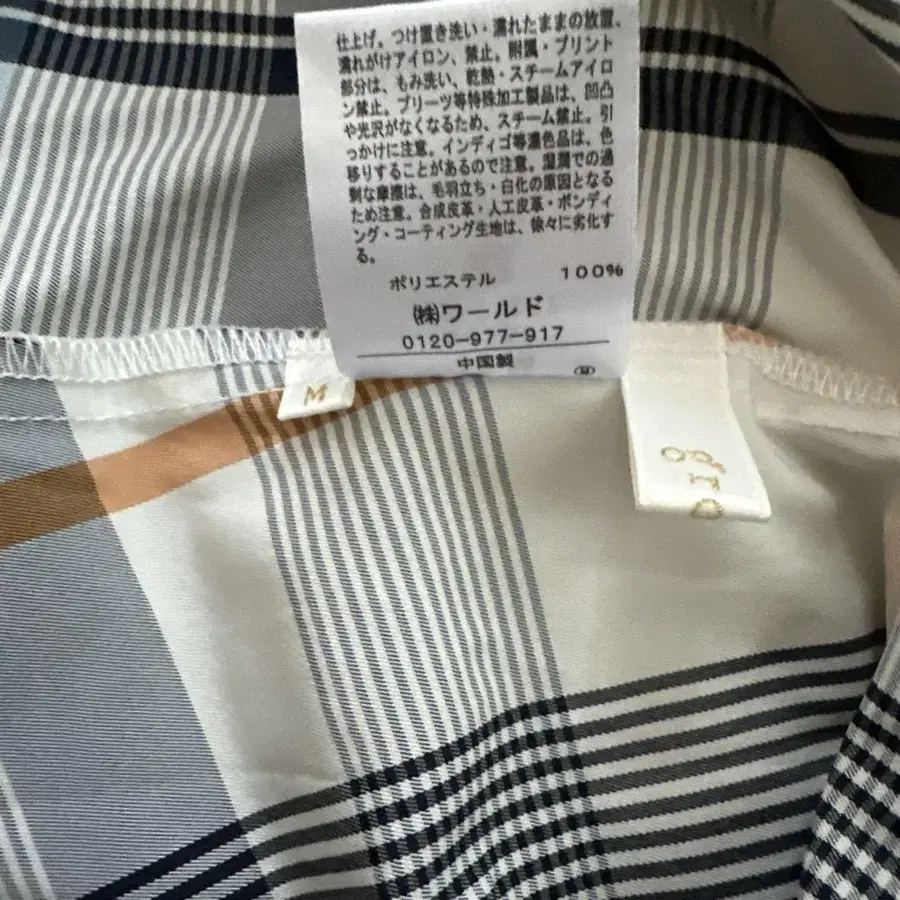 仕上げ。つけ置き洗い・濡れたままの放置、
濡れがけアイロン、禁止。附属・プリント
部分は、もみ洗い、乾熱・スチームアイロ
ン禁止。プリーツ等特殊加工製品は、凹凸
や光沢がなくなるため、スチーム禁止。引
っかけに注意。インディゴ等濃色品は、色
移りすることがあるので注意。湿潤での過
剰な摩擦は、毛羽立ち・白化の原因となる
ため注意。合成皮革・人工皮革・ボンディ
ング・コーティング生地は、徐々に劣化す
る。
ポリエステル 100%
㈱ワールド
0120-977-917
中国製
M
gro